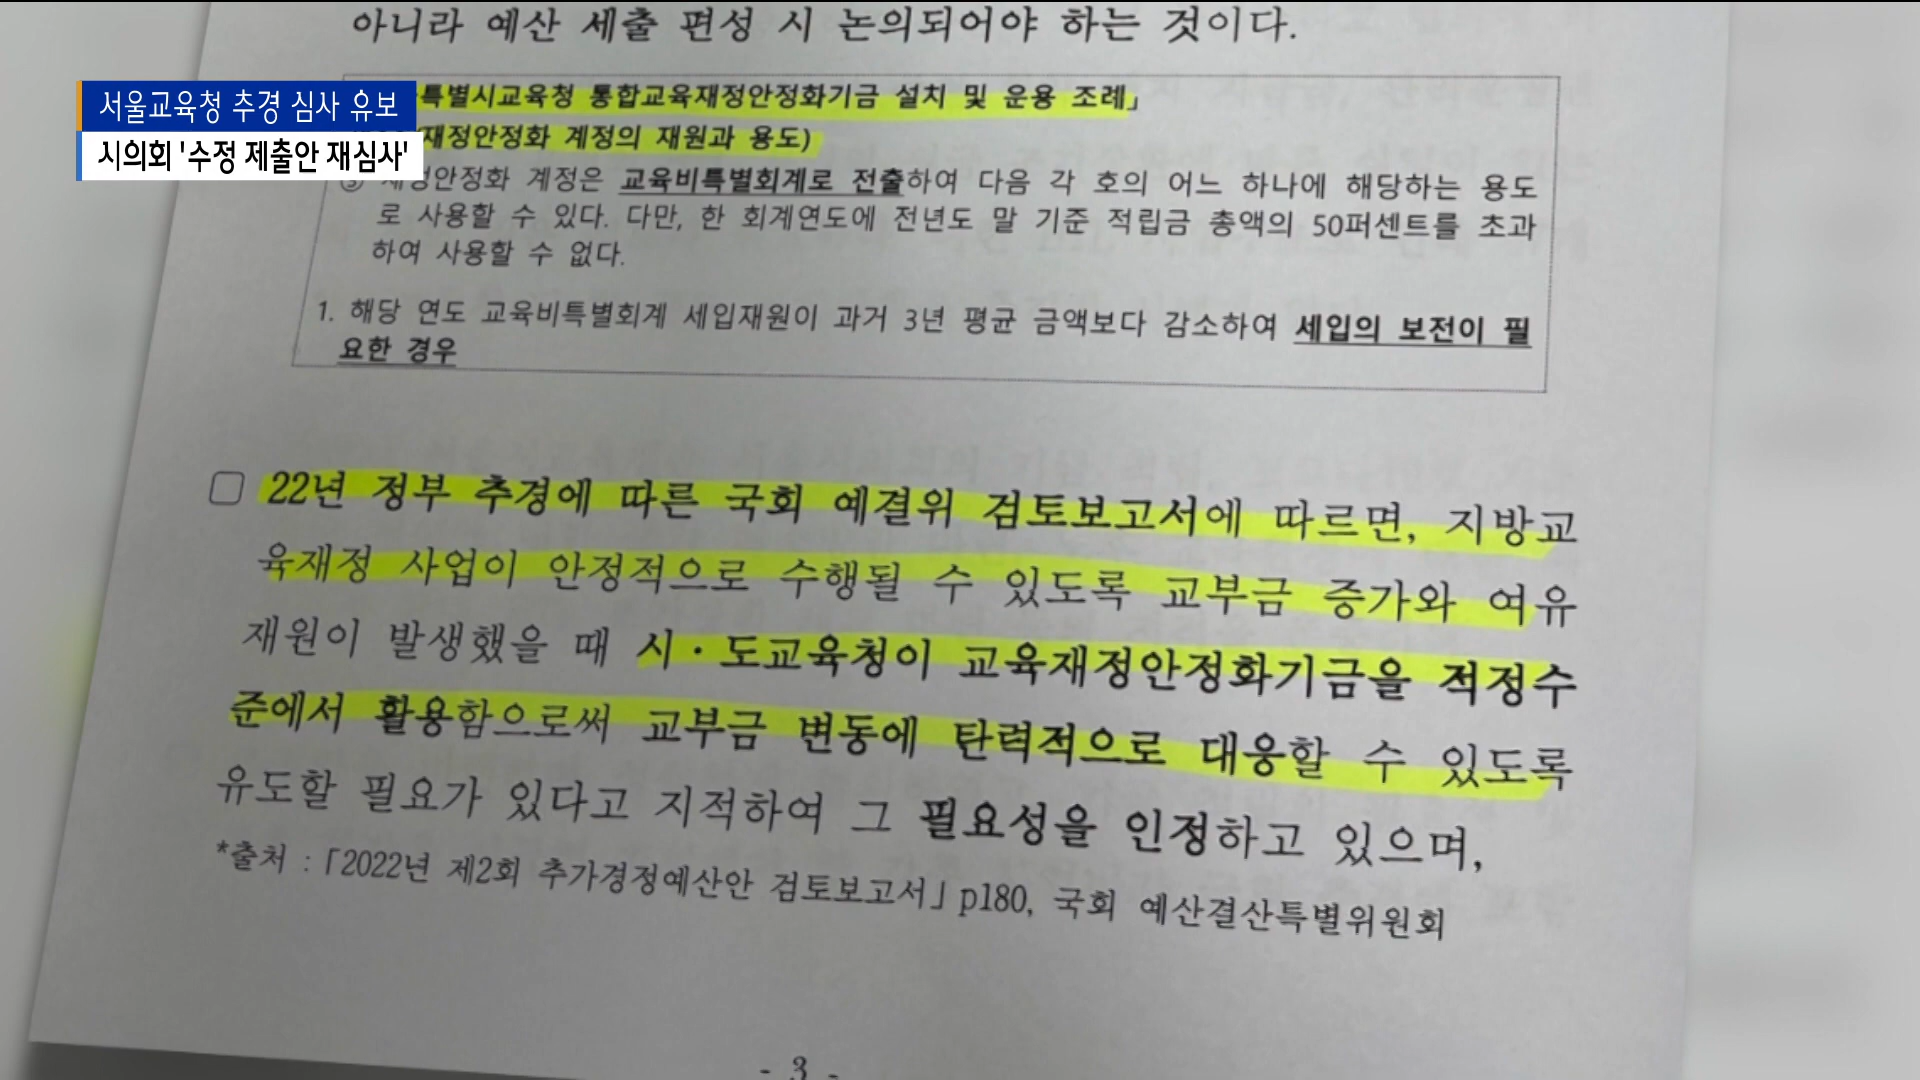 아니라 예산 세출 편성 시 논의되어야 하는 것이다.
서울교육청 추경 심사 유보
시의회 '수정 제출안 재심사'
특별시교육청 통합교육재정안정화기금 설치 및 운용 조례」
재정안정화 계정의 재원과 용도)
③ 재정안정화 계정은 교육비특별회계로 전출하여 다음 각 호의 어느 하나에 해당하는 용도
로 사용할 수 있다. 다만, 한 회계연도에 전년도 말 기준 적립금 총액의 50퍼센트를 초과
하여 사용할 수 없다.
1. 해당 연도 교육비특별회계 세입재원이 과거 3년 평균 금액보다 감소하여 세입의 보전이 필
요한 경우
□ 22년 정부 추경에 따른 국회 예결위 검토보고서에 따르면, 지방교
육재정 사업이 안정적으로 수행될 수 있도록 교부금 증가와 여유
재원이 발생했을 때 시·도교육청이 교육재정안정화기금을 적정수
준에서 활용함으로써 교부금 변동에 탄력적으로 대응할 수 있도록
유도할 필요가 있다고 지적하여 그 필요성을 인정하고 있으며,
*출처 : 「2022년 제2회 추가경정예산안 검토보고서」 p180, 국회 예산결산특별위원회
- 3 -